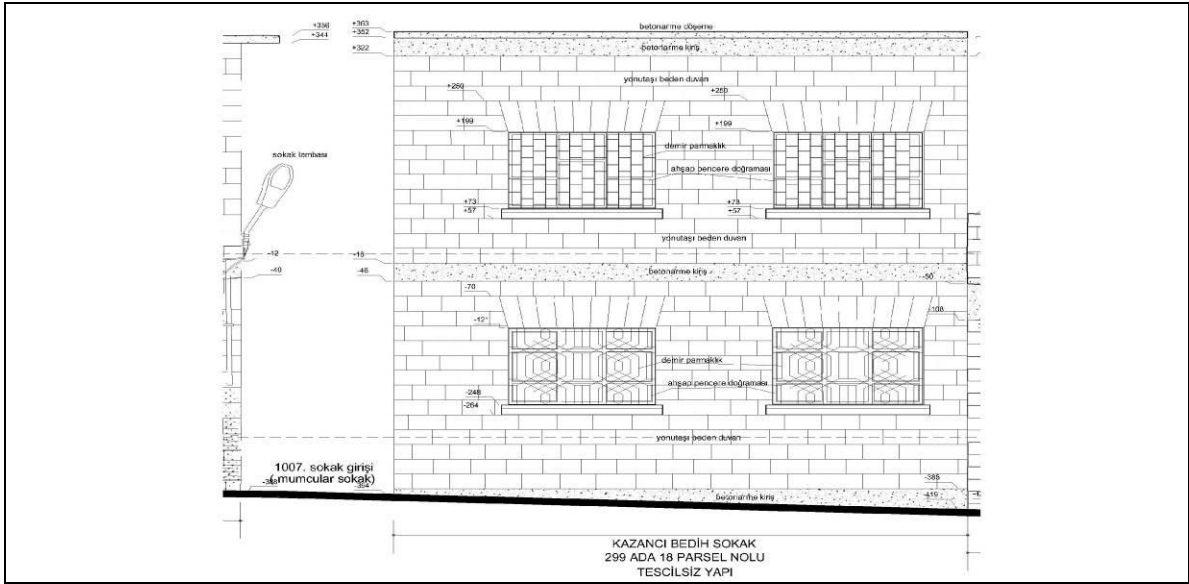 +336
+344
+363
+352
+322
betonarme döşeme
betonarme kiriş
yonutaşı beden duvarı
+250
+250
+199
+199
sokak lambası
demir parmaklık
ahşap pencere doğraması
+73
+57
+73
+57
yonutaşı beden duvarı
-12
-40
betonarme kiriş
-50
-70
-108
demir parmaklık
ahşap pencere doğraması
-248
-264
yonutaşı beden duvarı
1007. sokak girişi
(mumcular sokak)
-385
betonarme kiriş
-419
KAZANCI BEDİH SOKAK
299 ADA 18 PARSEL NOLU
TESCİLSİZ YAPI